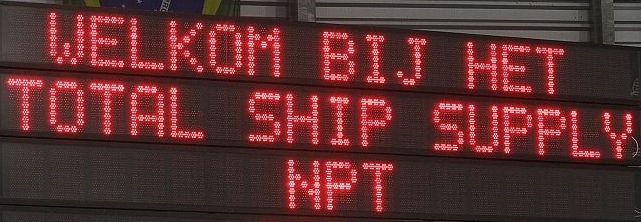 WELKOM BIJ HET
TOTAL SHIP SUPPLY
NPT